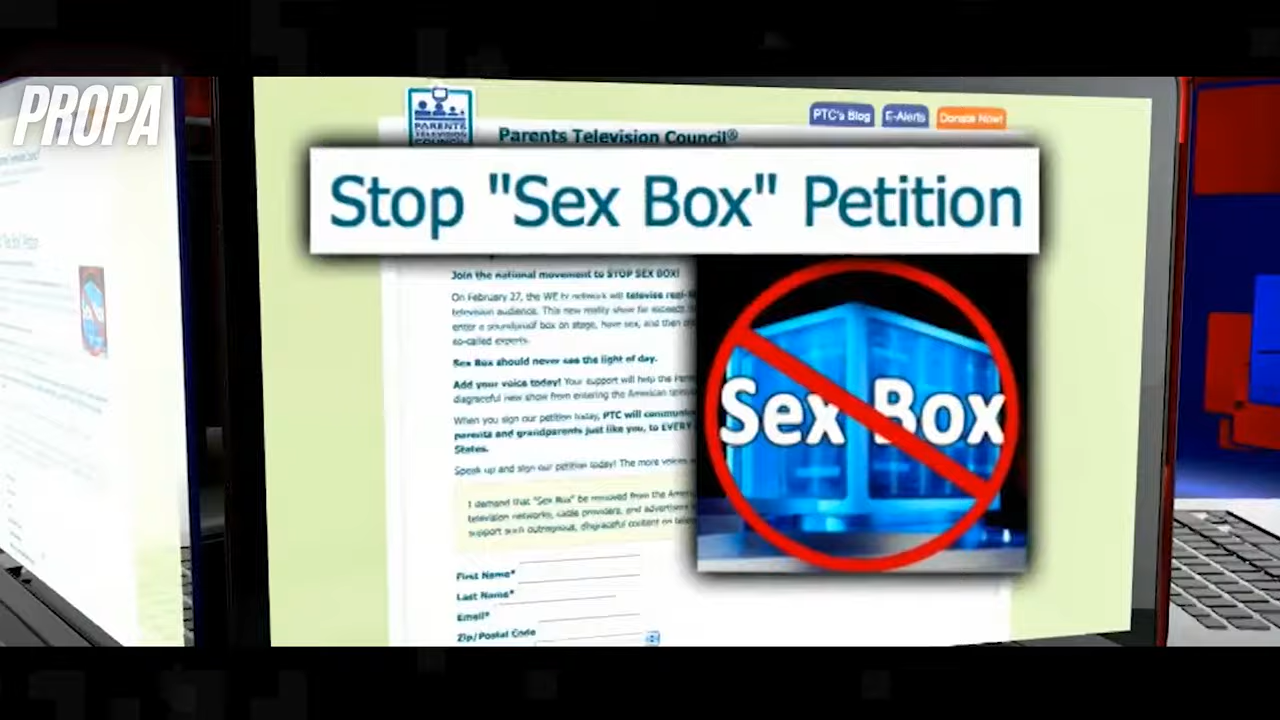 PROPA
PARENTS
TELEVISION
COUNCIL
PTC's Blog
E-Alerts
Donate Now!
Parents Television Council®
Stop "Sex Box" Petition
Join the national movement to STOP SEX BOX!
On February 27, the WE tv network will televise
television audience. This new reality show far exceeds
enter a soundproof box on stage, have sex, and then
so-called experts.
Sex Box should never see the light of day.
Add your voice today! Your support will help the
disgraceful new show from entering the American
When you sign our petition today, PTC will
parents and grandparents just like you, to EVERY
States.
Speak up and sign our petition today! The more voices
I demand that "Sex Box" be removed from the
television networks, cable providers, and
support such outrageous, disgraceful content on
First Name*
Last Name*
Email*
Zip/Postal Code
Sex Box